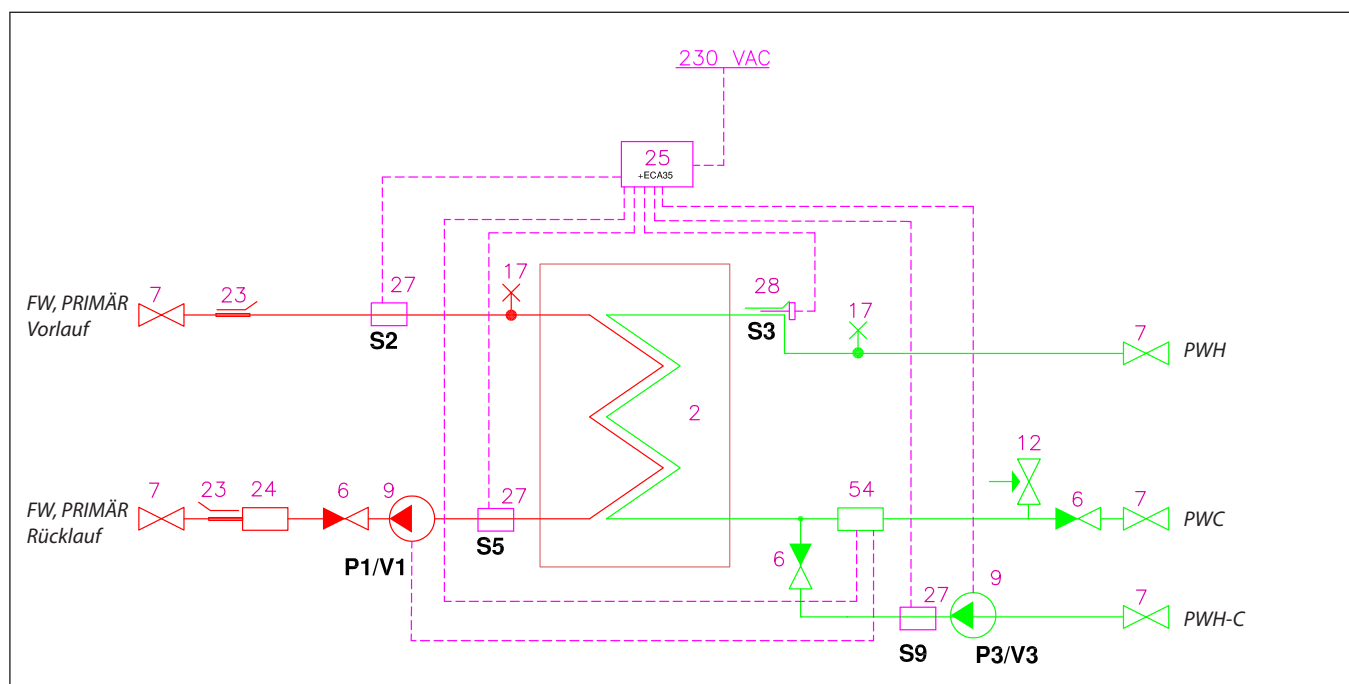 230 VAC
25
+ECA35
FW, PRIMÄR
Vorlauf
7
23
27
S2
17
28
S3
17
7
PWH
2
FW, PRIMÄR
Rücklauf
7
23
24
6
9
P1/V1
27
S5
54
12
6
7
PWC
6
27
S9
9
P3/V3
7
PWH-C